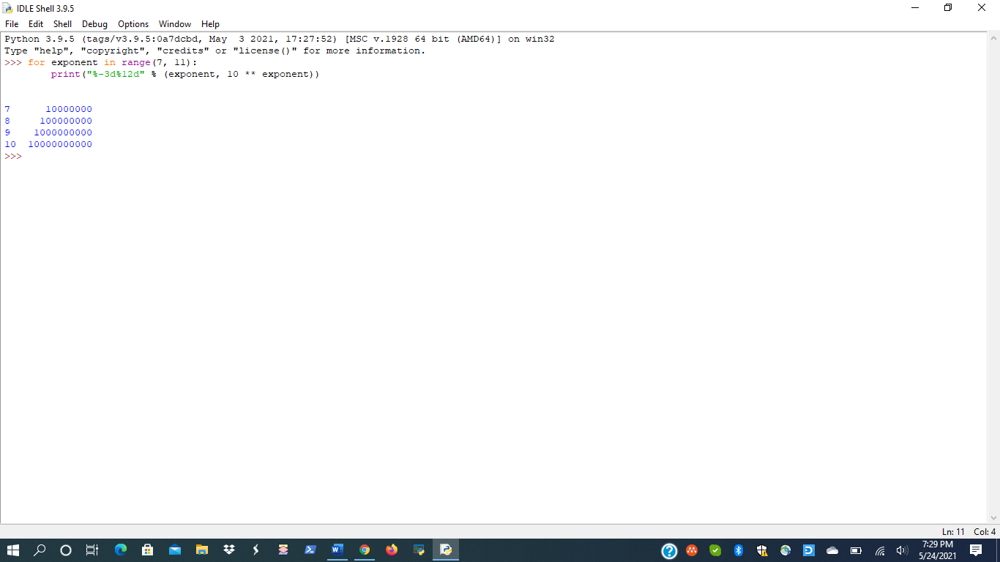 IDLE Shell 3.9.5
File Edit Shell Debug Options Window Help
Python 3.9.5 (tags/v3.9.5:0a7dcbd, May  3 2021, 17:27:52) [MSC v.1928 64 bit (AMD64)] on win32
Type "help", "copyright", "credits" or "license()" for more information.
>>> for exponent in range(7, 11):
        print("%-3d%12d" % (exponent, 10 ** exponent))
7      10000000
8     100000000
9    1000000000
10  10000000000
>>>
Ln: 11 Col: 4
7:29 PM
5/24/2021